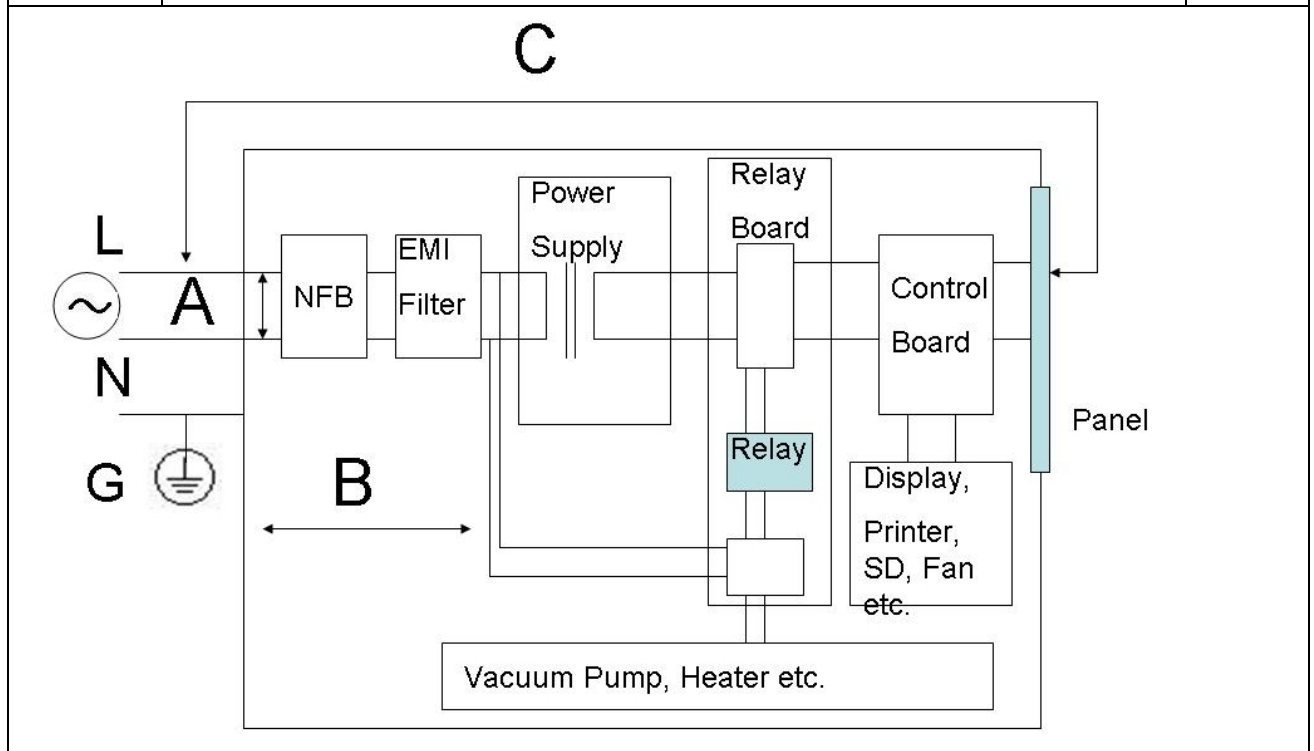 C
Relay
Board
Power
Supply
L
EMI
Filter
A
NFB
Control
Board
N
Panel
Relay
G
B
Display,
Printer,
SD, Fan
etc.
Vacuum Pump, Heater etc.